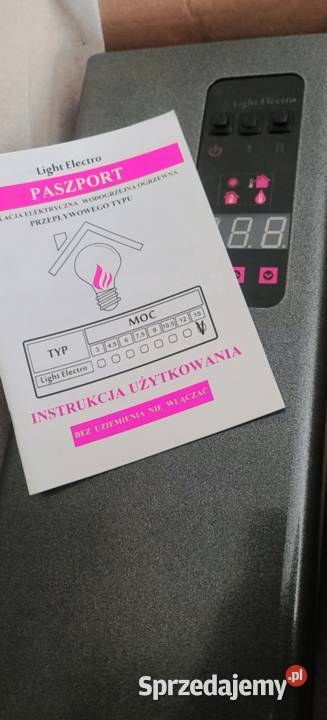 Light Electro
Light Electro
PASZPORT
LACJA ELEKTRYCZNA WODOGRZEJNA OGRZEWNA
PRZEPŁYWOWEGO TYPU
TYP
MOC
3 4.5 6 7.5 9 10.5 12 15
Light Electro
INSTRUKCJA UŻYTKOWANIA
BEZ UZIEMIENIA NIE WŁĄCZAĆ
Sprzedajemy.pl